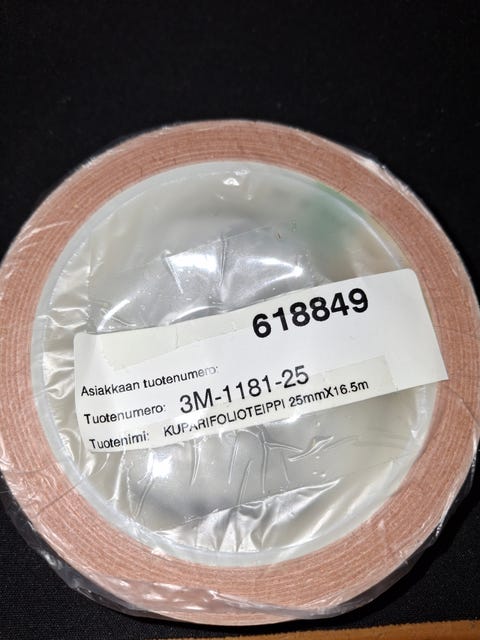 618849
Asiakkaan tuotenumero:
Tuotenumero: 3M-1181-25
Tuotenimi: KUPARIFOLIOTEIPPI 25mmX16.5m